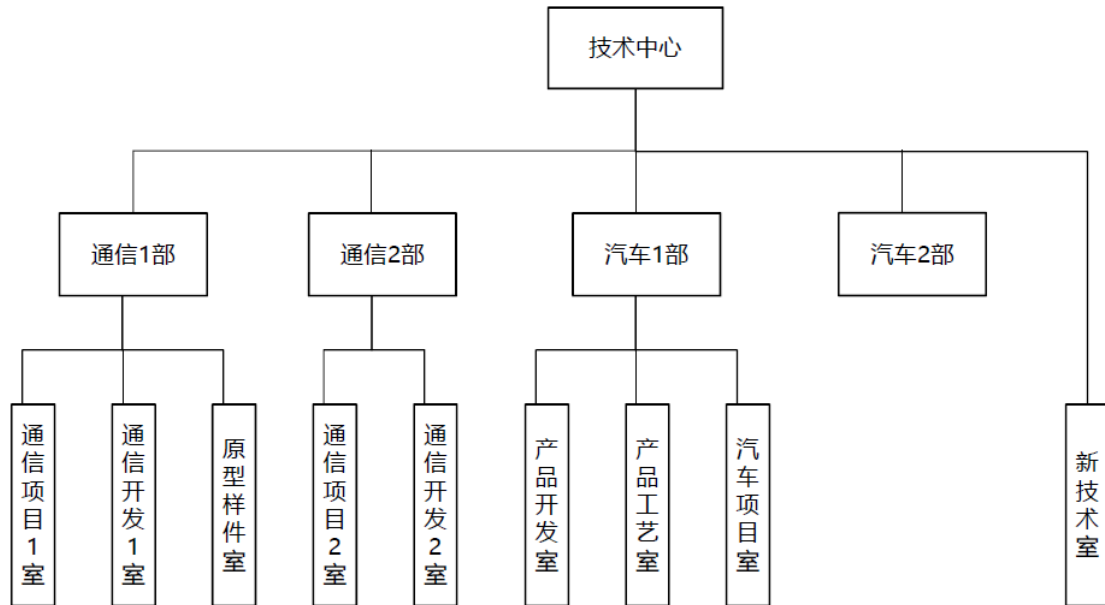 技术中心
通信1部
通信2部
汽车1部
汽车2部
通信项目1室
通信开发1室
原型样件室
通信项目2室
通信开发2室
产品开发室
产品工艺室
汽车项目室
新技术室